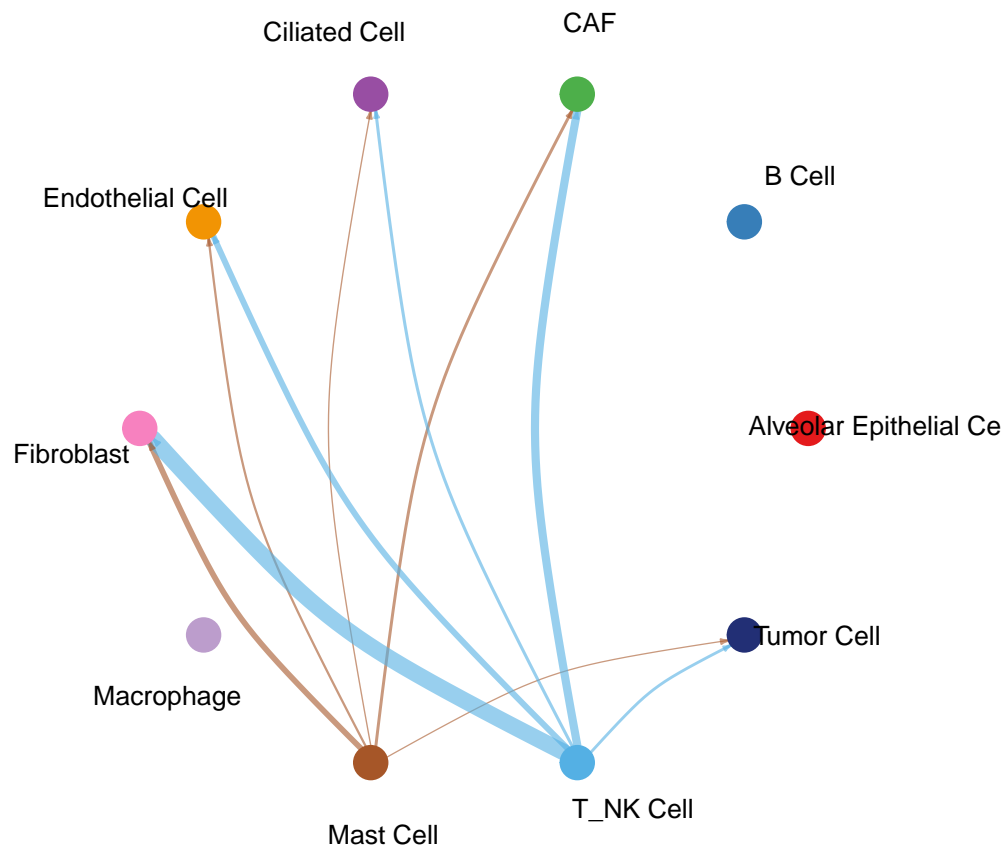 CAF
Ciliated Cell
B Cell
Endothelial Cell
Alveolar Epithelial Ce
Fibroblast
Tumor Cell
Macrophage
T_NK Cell
Mast Cell